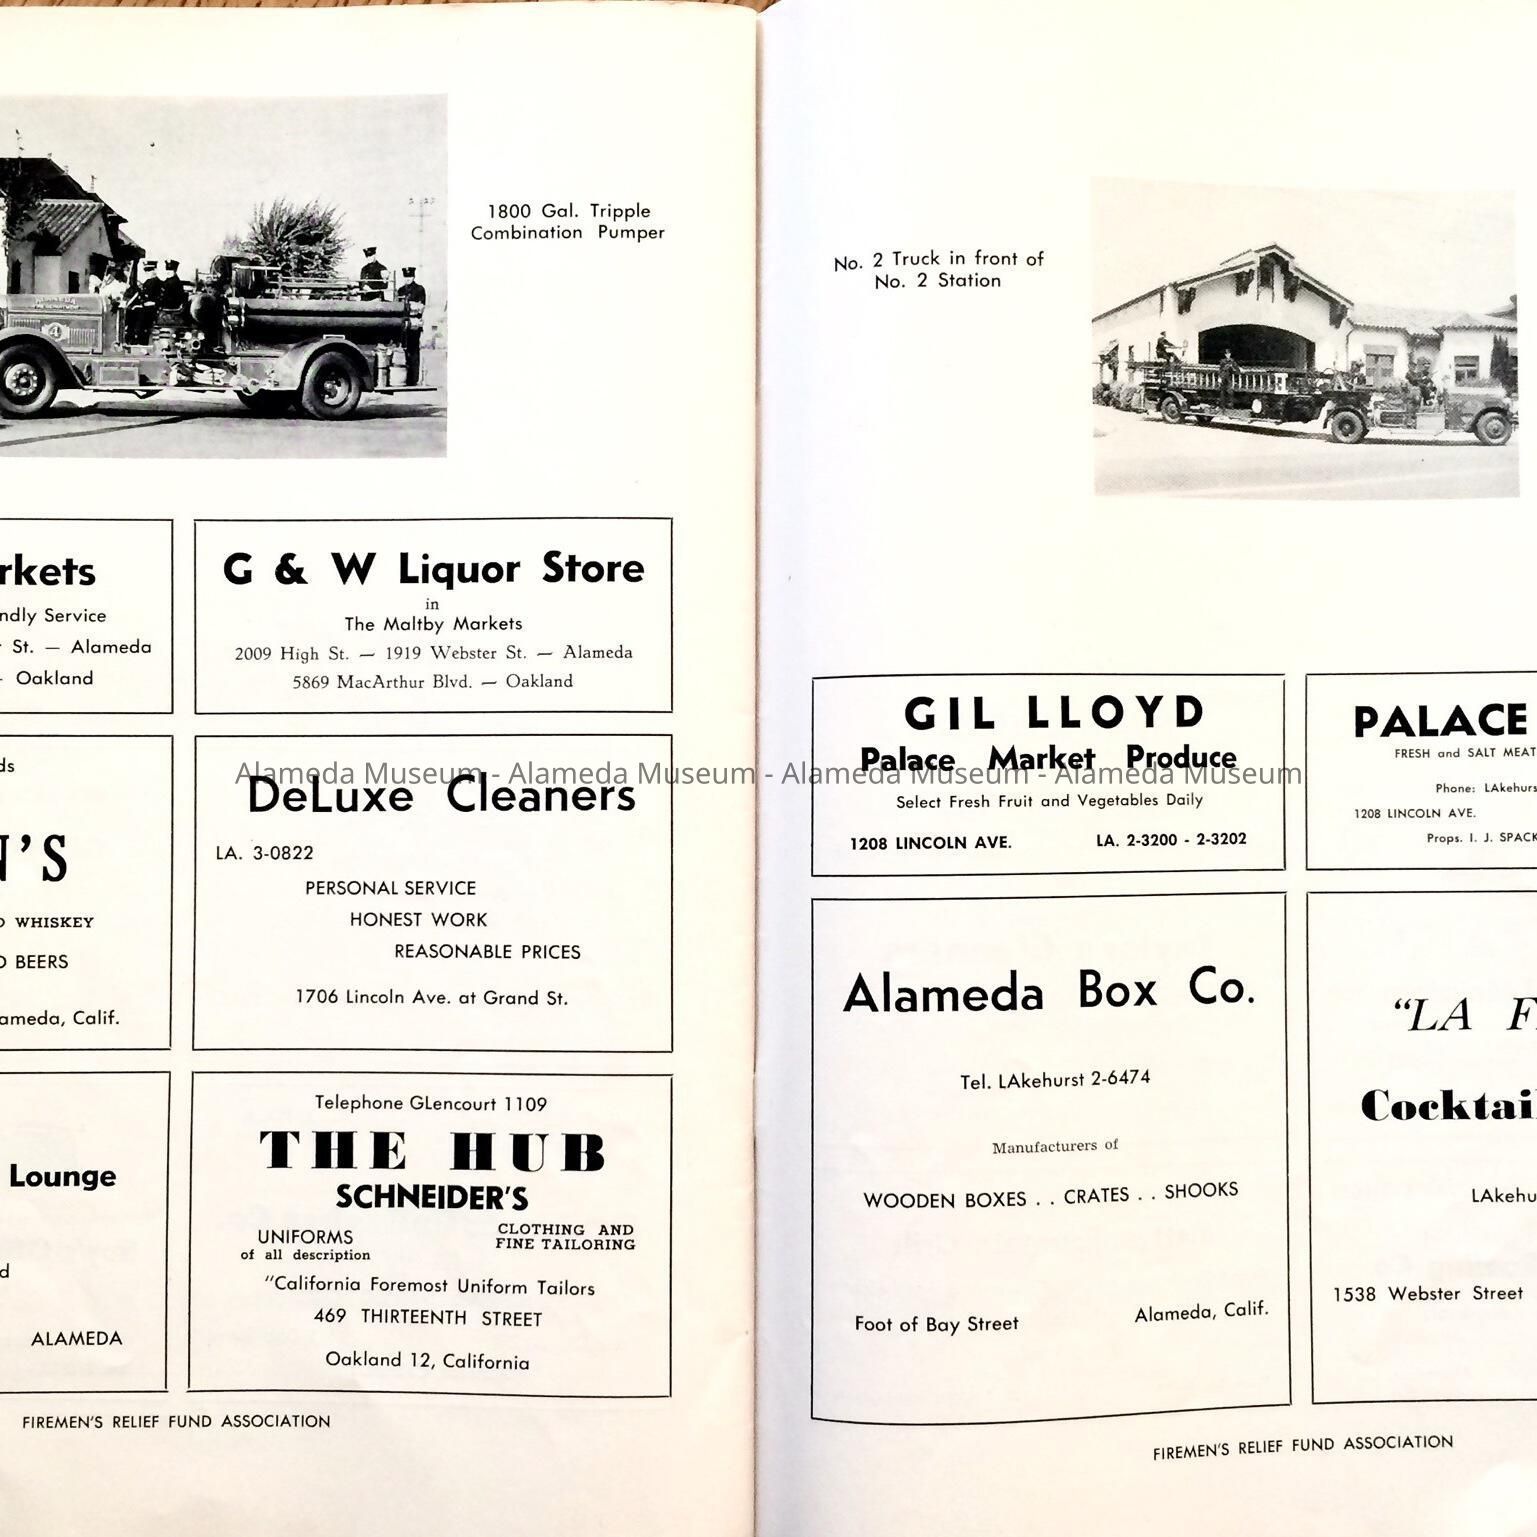 1800 Gal. Tripple
Combination Pumper
4
rkets
ndly Service
St. — Alameda
- Oakland
G & W Liquor Store
in
The Maltby Markets
2009 High St. — 1919 Webster St. — Alameda
5869 MacArthur Blvd. — Oakland
ds
N'S
WHISKEY
BEERS
ameda, Calif.
DeLuxe Cleaners
LA. 3-0822
PERSONAL SERVICE
HONEST WORK
REASONABLE PRICES
1706 Lincoln Ave. at Grand St.
Lounge
d
ALAMEDA
Telephone GLencourt 1109
THE HUB
SCHNEIDER'S
UNIFORMS
of all description
CLOTHING AND
FINE TAILORING
"California Foremost Uniform Tailors
469 THIRTEENTH STREET
Oakland 12, California
FIREMEN'S RELIEF FUND ASSOCIATION
No. 2 Truck in front of
No. 2 Station
GIL LLOYD
Palace Market Produce
Select Fresh Fruit and Vegetables Daily
1208 LINCOLN AVE. LA. 2-3200 - 2-3202
PALACE
FRESH and SALT MEAT
Phone: LAkehurs
1208 LINCOLN AVE.
Props. I. J. SPACK
Alameda Box Co.
Tel. LAkehurst 2-6474
Manufacturers of
WOODEN BOXES . . CRATES . . SHOOKS
Foot of Bay Street Alameda, Calif.
"LA F
Cocktai
LAkehu
1538 Webster Street
FIREMEN'S RELIEF FUND ASSOCIATION
Alameda Museum - Alameda Museum - Alameda Museum - Alameda Museum